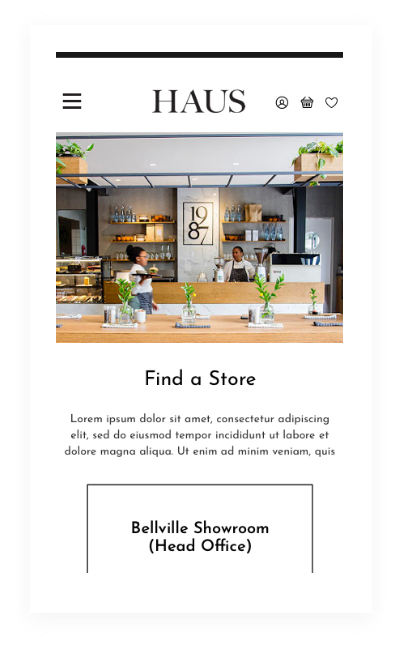 HAUS
19
87
Find a Store
Lorem ipsum dolor sit amet, consectetur adipiscing
elit, sed do eiusmod tempor incididunt ut labore et
dolore magna aliqua. Ut enim ad minim veniam, quis
Bellville Showroom
(Head Office)